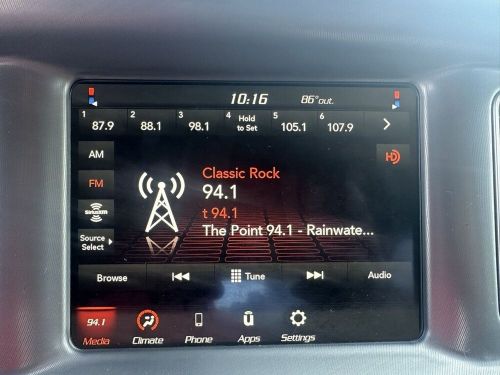 10:16 86°out.
1 87.9 2 88.1 3 98.1 4 Hold to Set 5 105.1 6 107.9
AM
FM
SiriusXM
Source Select
HD
Classic Rock
94.1
t 94.1
The Point 94.1 - Rainwate...
Browse Tune Audio
94.1
Media Climate Phone Apps Settings